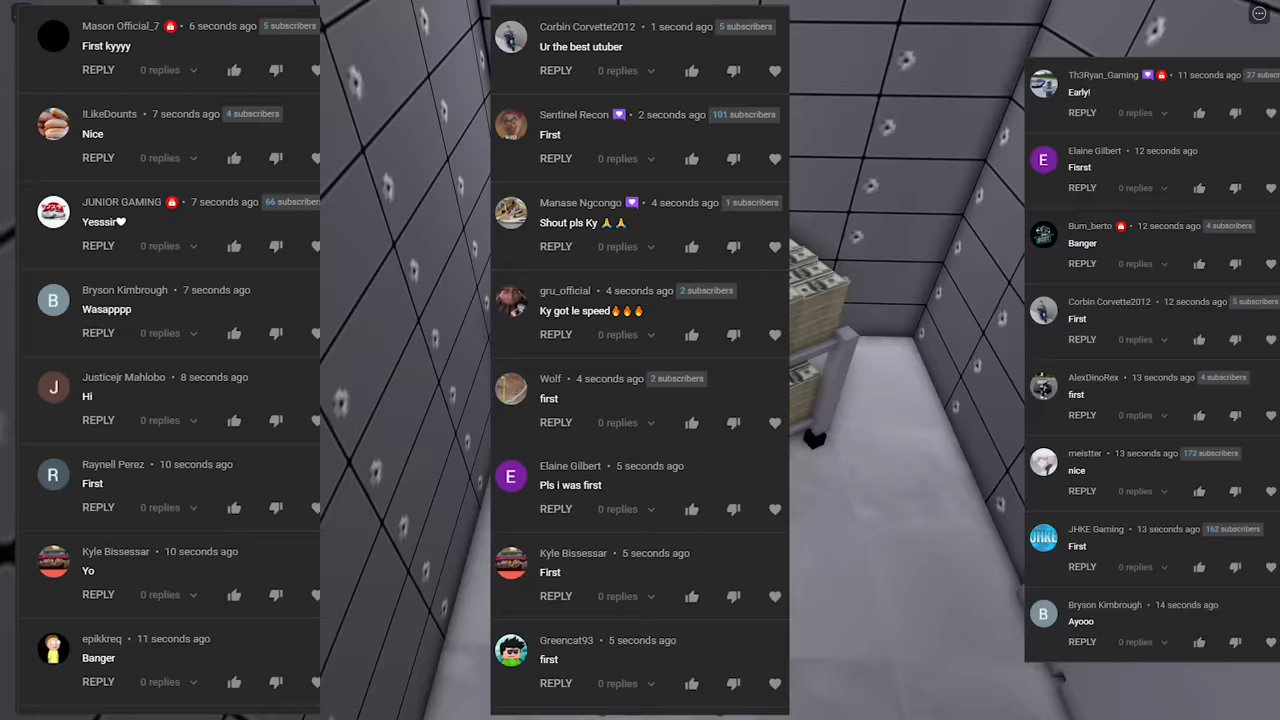 Mason Official_7 • 6 seconds ago 5 subscribers
First kyyyy
REPLY 0 replies
ILikeDounts • 7 seconds ago 4 subscribers
Nice
REPLY 0 replies
JUNIOR GAMING • 7 seconds ago 66 subscribers
Yesssir🖤
REPLY 0 replies
B
Bryson Kimbrough • 7 seconds ago
Wasapppp
REPLY 0 replies
J
Justicejr Mahlobo • 8 seconds ago
Hi
REPLY 0 replies
R
Raynell Perez • 10 seconds ago
First
REPLY 0 replies
Kyle Bissessar • 10 seconds ago
Yo
REPLY 0 replies
epikkreq • 11 seconds ago
Banger
REPLY 0 replies
Corbin Corvette2012 • 1 second ago 5 subscribers
Ur the best utuber
REPLY 0 replies
Sentinel Recon • 2 seconds ago 101 subscribers
First
REPLY 0 replies
Manase Ngcongo • 4 seconds ago 1 subscribers
Shout pls Ky 🙏 🙏
REPLY 0 replies
gru_official • 4 seconds ago 2 subscribers
Ky got le speed🔥🔥🔥
REPLY 0 replies
Wolf • 4 seconds ago 2 subscribers
first
REPLY 0 replies
E
Elaine Gilbert • 5 seconds ago
Pls i was first
REPLY 0 replies
Kyle Bissessar • 5 seconds ago
First
REPLY 0 replies
Greencat93 • 5 seconds ago
first
REPLY 0 replies
Th3Ryan_Gaming • 11 seconds ago 27 subsc
Early!
REPLY 0 replies
E
Elaine Gilbert • 12 seconds ago
Fisrst
REPLY 0 replies
Bum_berto • 12 seconds ago 4 subscribers
Banger
REPLY 0 replies
Corbin Corvette2012 • 12 seconds ago 5 subscribers
First
REPLY 0 replies
AlexDinoRex • 13 seconds ago 4 subscribers
first
REPLY 0 replies
meistter • 13 seconds ago 172 subscribers
nice
REPLY 0 replies
JHKE
JHKE Gaming • 13 seconds ago 162 subscribers
First
REPLY 0 replies
B
Bryson Kimbrough • 14 seconds ago
Ayooo
REPLY 0 replies